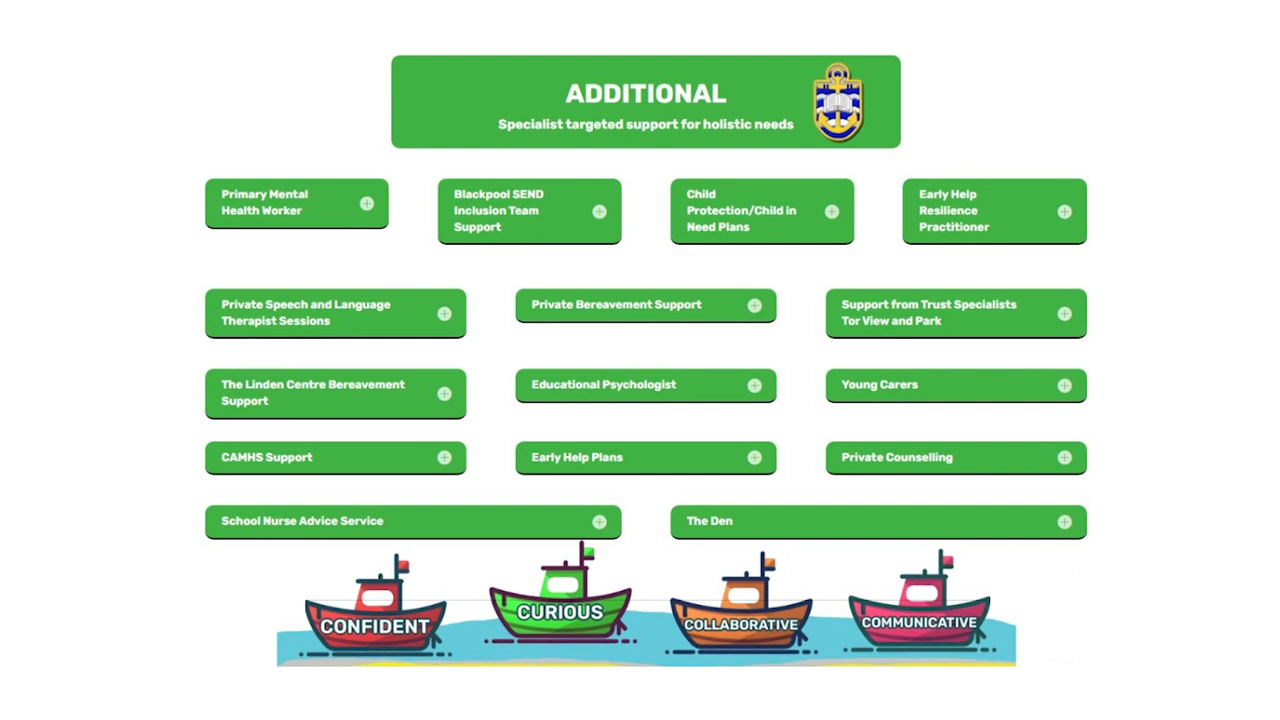 ADDITIONAL
Specialist targeted support for holistic needs
Primary Mental
Health Worker
Blackpool SEND
Inclusion Team
Support
Child
Protection/Child in
Need Plans
Early Help
Resilience
Practitioner
Private Speech and Language
Therapist Sessions
Private Bereavement Support
Support from Trust Specialists
Tor View and Park
The Linden Centre Bereavement
Support
Educational Psychologist
Young Carers
CAMHS Support
Early Help Plans
Private Counselling
School Nurse Advice Service
The Den
CONFIDENT
CURIOUS
COLLABORATIVE
COMMUNICATIVE